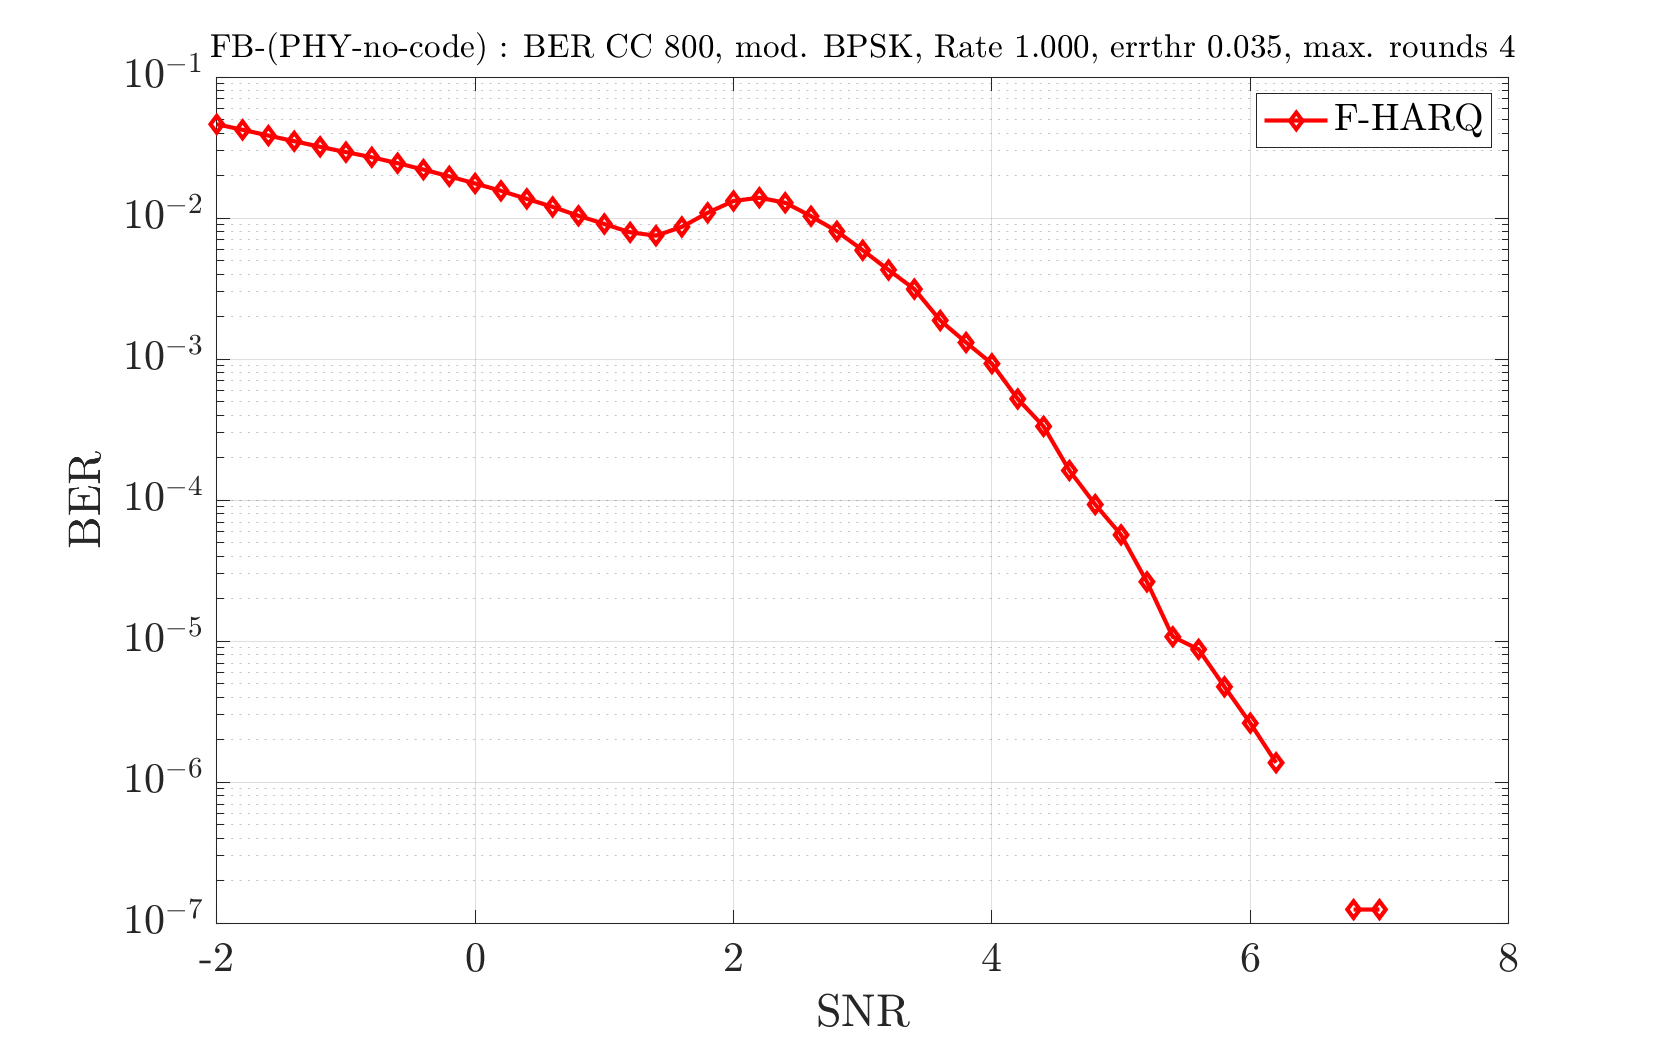 FB-(PHY-no-code) : BER CC 800, mod. BPSK, Rate 1.000, errthr 0.035, max. rounds 4
F-HARQ
10^{-1}
10^{-2}
10^{-3}
10^{-4}
10^{-5}
10^{-6}
10^{-7}
BER
-2 0 2 4 6 8
SNR